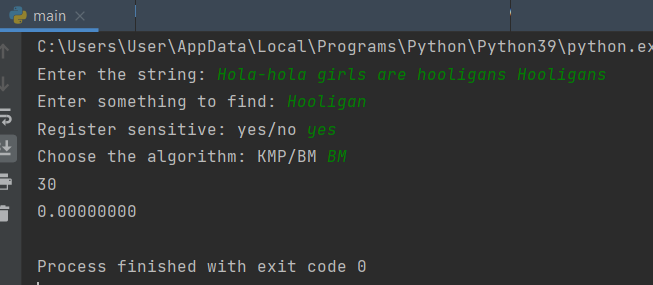 main
C:\Users\User\AppData\Local\Programs\Python\Python39\python.ex
Enter the string: Hola-hola girls are hooligans Hooligans
Enter something to find: Hooligan
Register sensitive: yes/no yes
Choose the algorithm: KMP/BM BM
30
0.00000000
Process finished with exit code 0